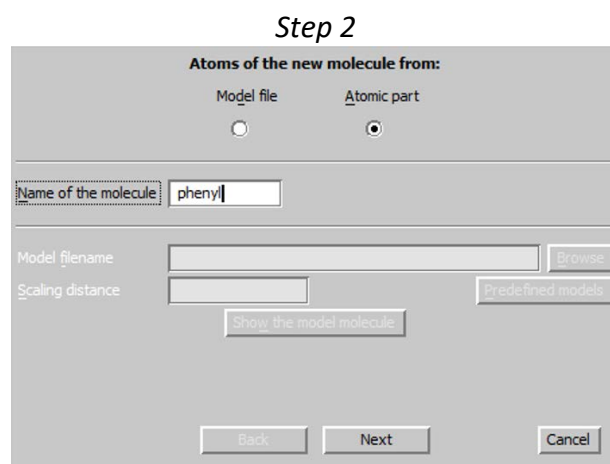 Step 2
Atoms of the new molecule from:
Model file Atomic part
Name of the molecule phenyl
Model filename Browse
Scaling distance Predefined models
Show the model molecule
Back Next Cancel